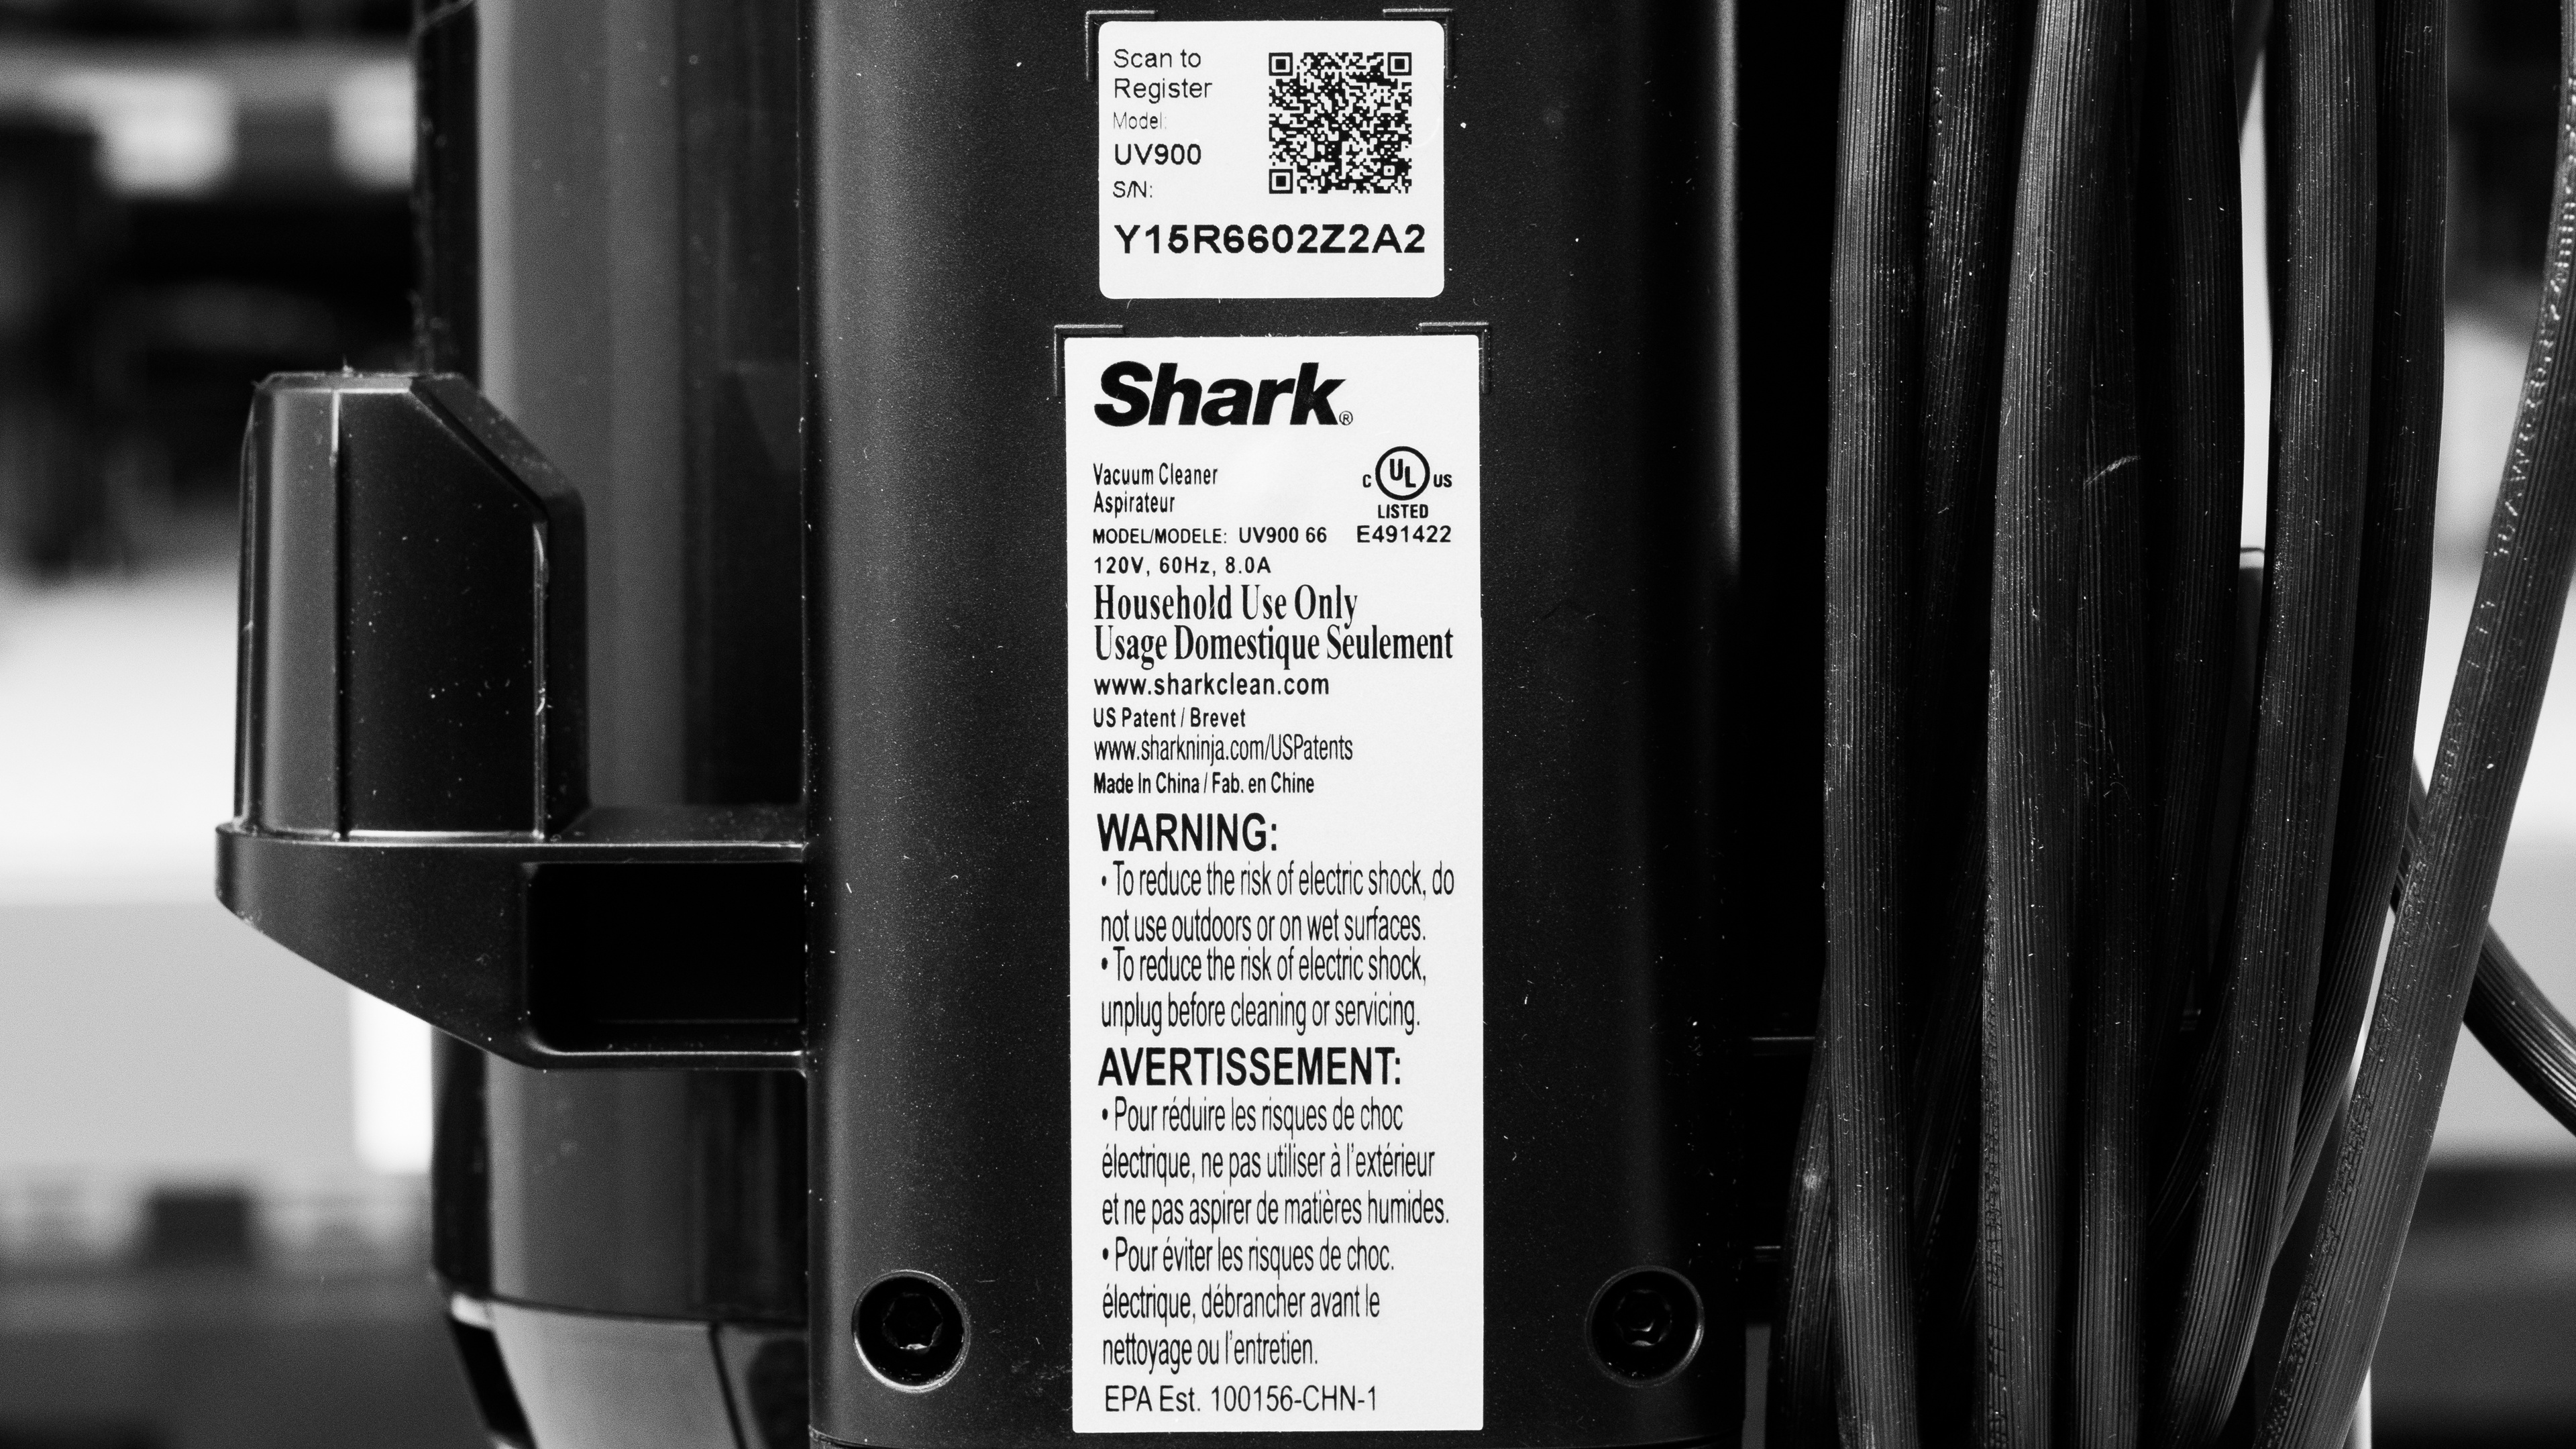 Scan to
Register
Model:
UV900
S/N:
Y15R6602Z2A2
Shark®
Vacuum Cleaner
Aspirateur
C UL US
LISTED
MODEL/MODELE: UV900 66 E491422
120V, 60Hz, 8.0A
Household Use Only
Usage Domestique Seulement
www.sharkclean.com
US Patent / Brevet
www.sharkninja.com/USPatents
Made In China / Fab. en Chine
WARNING:
• To reduce the risk of electric shock, do
not use outdoors or on wet surfaces.
• To reduce the risk of electric shock,
unplug before cleaning or servicing.
AVERTISSEMENT:
• Pour réduire les risques de choc
électrique, ne pas utiliser à l'extérieur
et ne pas aspirer de matières humides.
• Pour éviter les risques de choc.
électrique, débrancher avant le
nettoyage ou l'entretien.
EPA Est. 100156-CHN-1